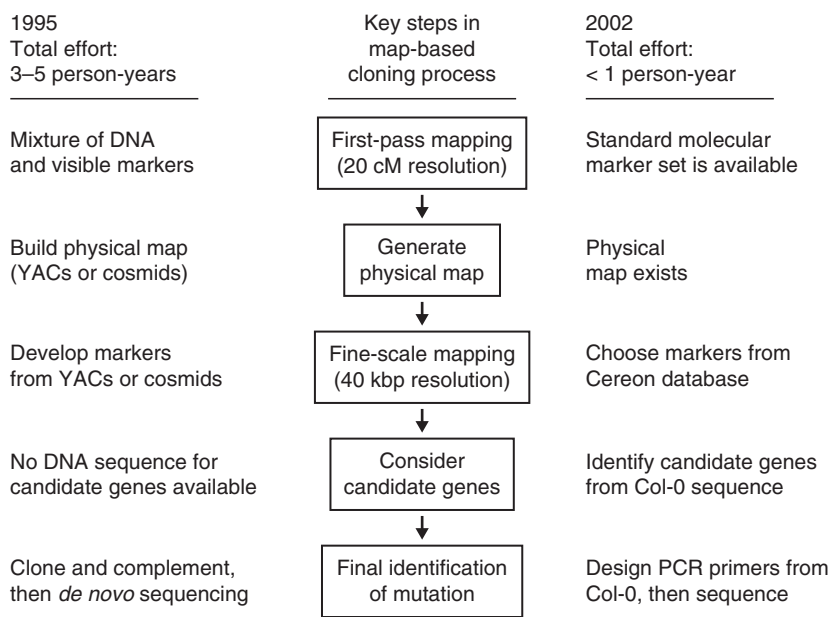 1995
Total effort:
3–5 person-years
Key steps in
map-based
cloning process
2002
Total effort:
< 1 person-year
Mixture of DNA
and visible markers
First-pass mapping
(20 cM resolution)
Standard molecular
marker set is available
Build physical map
(YACs or cosmids)
Generate
physical map
Physical
map exists
Develop markers
from YACs or cosmids
Fine-scale mapping
(40 kbp resolution)
Choose markers from
Cereon database
No DNA sequence for
candidate genes available
Consider
candidate genes
Identify candidate genes
from Col-0 sequence
Clone and complement,
then de novo sequencing
Final identification
of mutation
Design PCR primers from
Col-0, then sequence